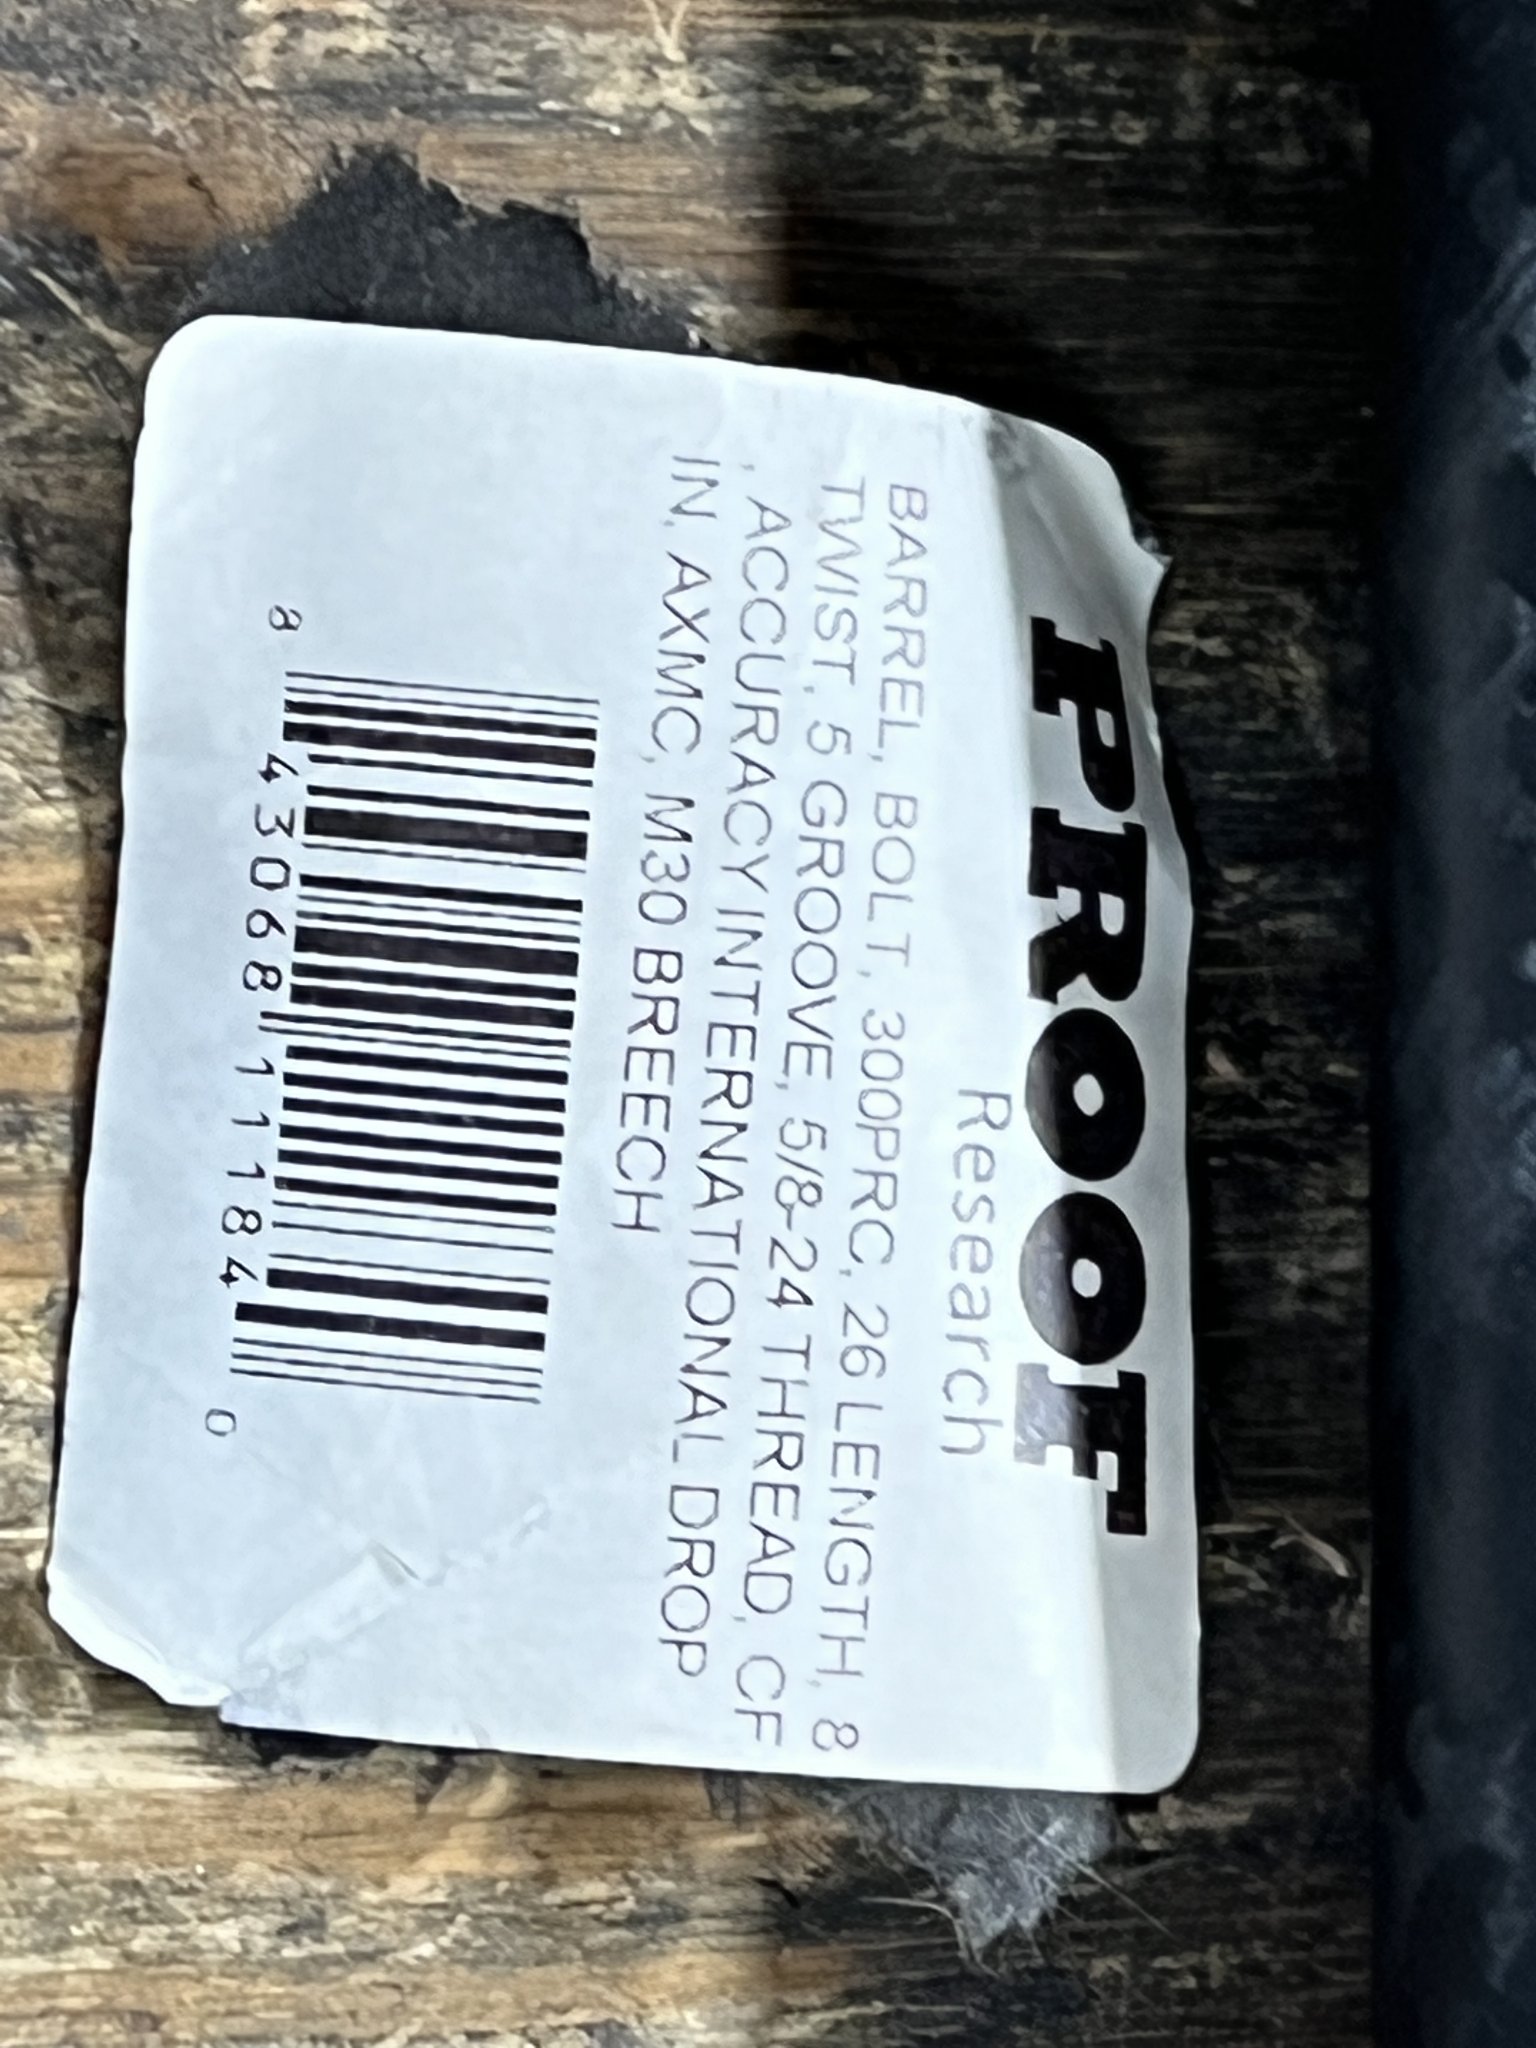 PROOF
Research
BARREL, BOLT, 300PRC, 26 LENGTH, 8
TWIST, 5 GROOVE, 5/8-24 THREAD, CF
, ACCURACY INTERNATIONAL DROP
IN, AXMC, M30 BREECH
8 43068 11184 0